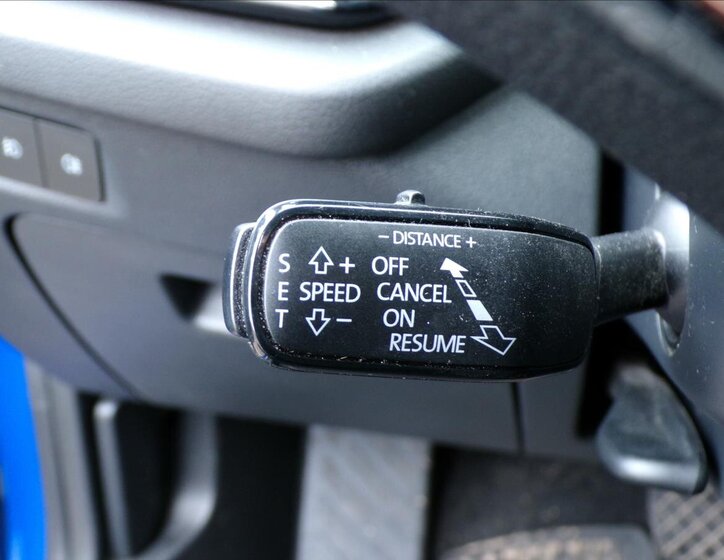 - DISTANCE +
S + OFF
E SPEED CANCEL
T - ON
RESUME